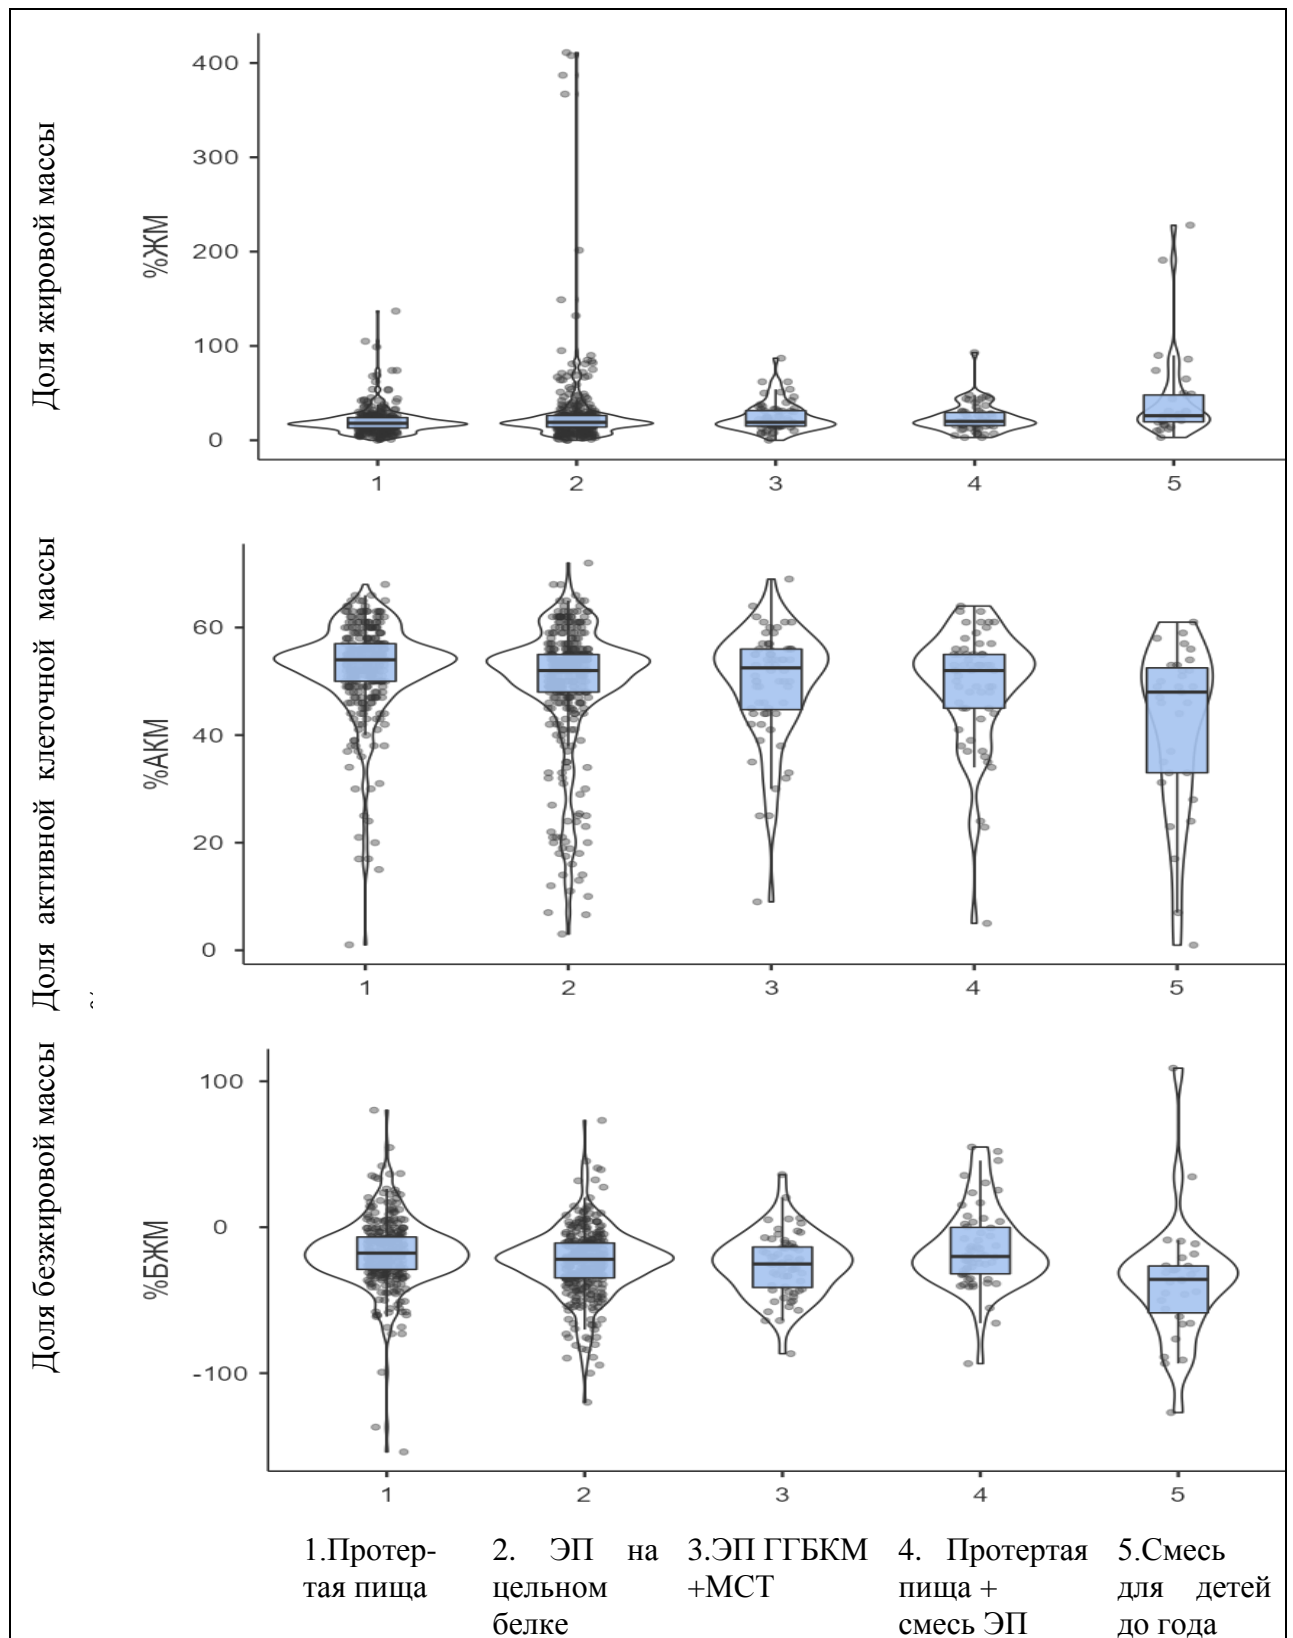 Доля жировой массы
%ЖМ
400
300
200
100
0
1 2 3 4 5
Доля активной клеточной массы
%
%АКМ
60
40
20
0
1 2 3 4 5
Доля безжировой массы
%БЖМ
100
0
-100
1 2 3 4 5
1.Протер- 2. ЭП на 3.ЭП ГГБКМ 4. Протертая 5.Смесь
тая пища цельном +МСТ пища + для детей
белке смесь ЭП до года